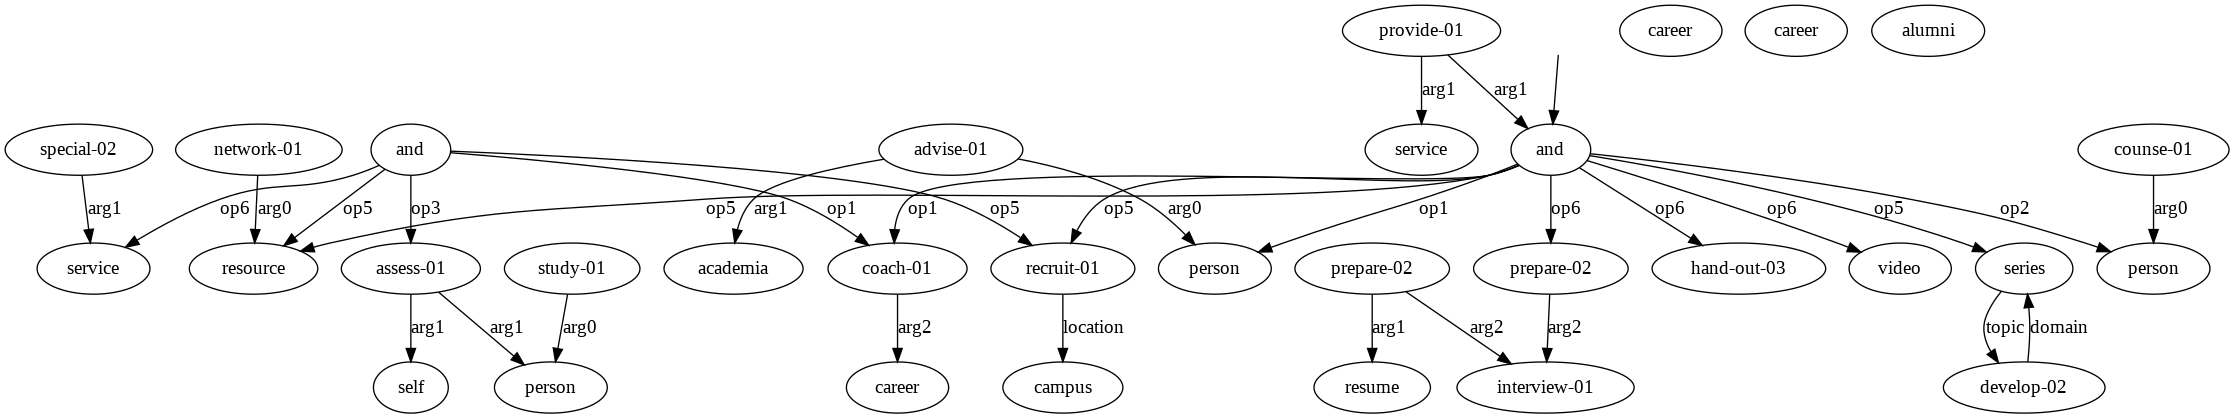 provide-01 career career alumni
arg1 arg1
special-02 network-01 and advise-01 service and counse-01
arg1 op6 arg0 op5 op3 op1 op5 arg1 arg0 op5 op1 op5 op1 op6 op6 op6 op5 op2 arg0
service resource assess-01 study-01 academia coach-01 recruit-01 person prepare-02 prepare-02 hand-out-03 video series person
arg1 arg1 arg0 arg2 location arg1 arg2 arg2 topic domain
self person career campus resume interview-01 develop-02